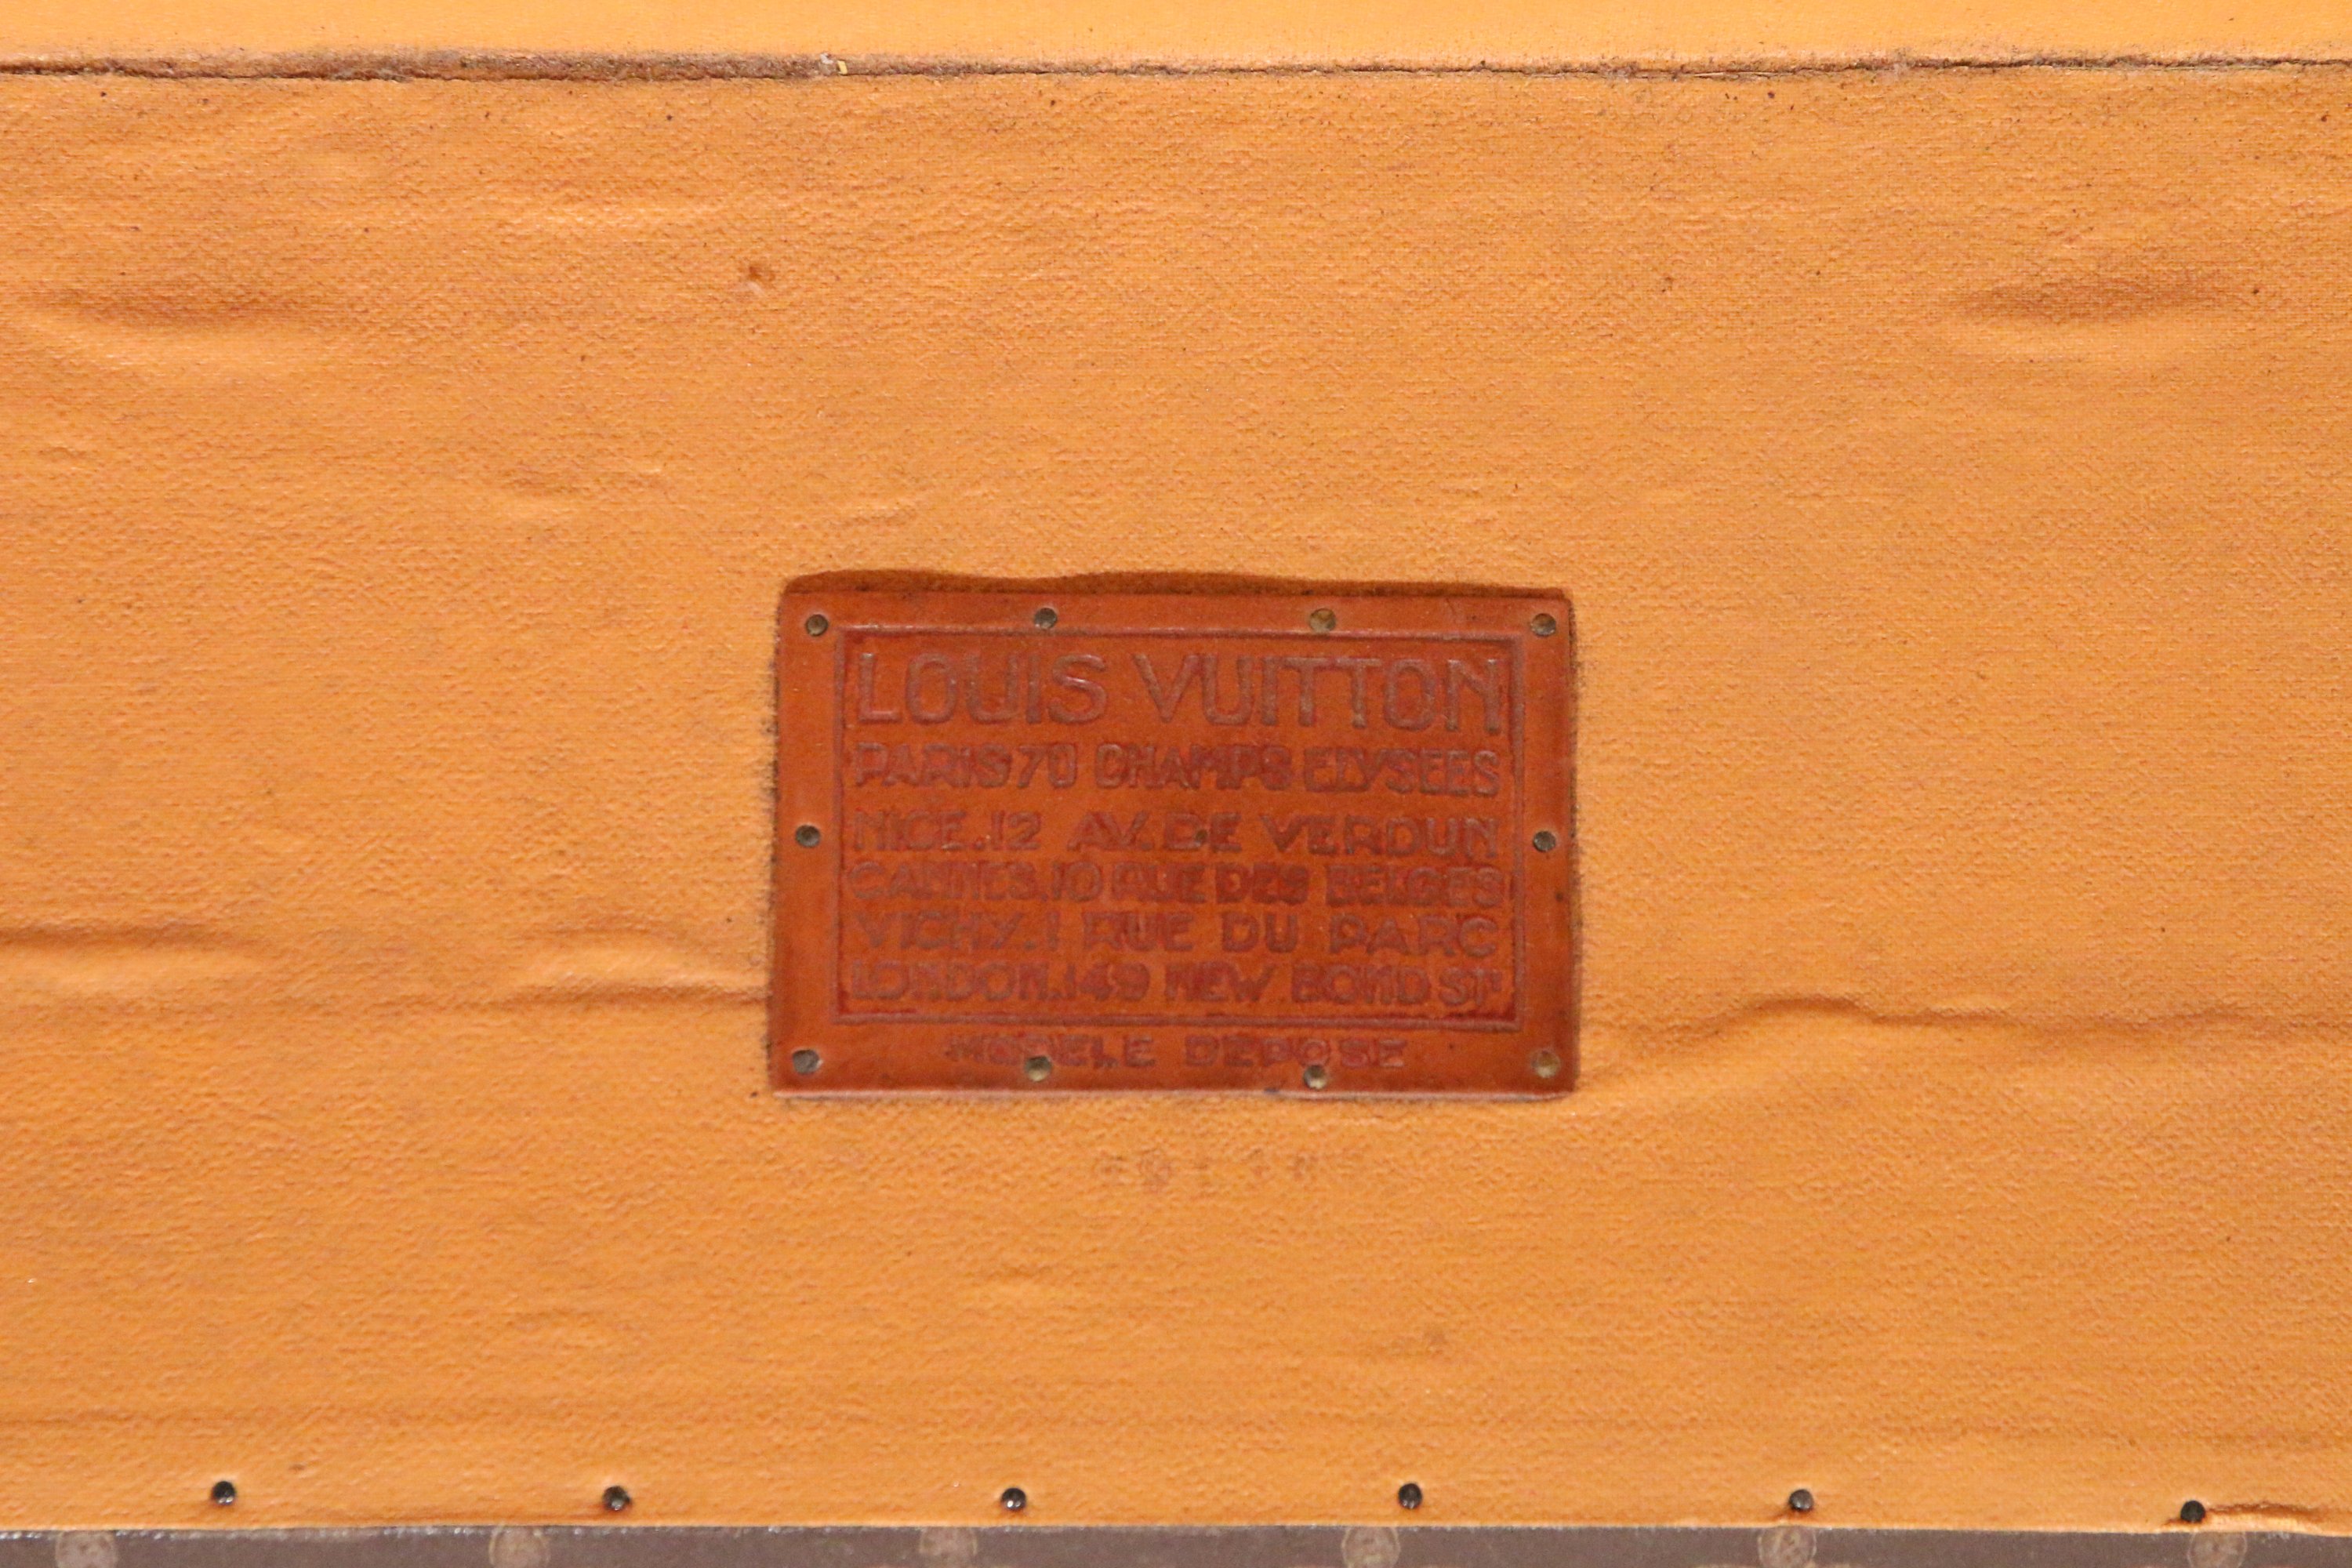 LOUIS VUITTON
PARIS 70 CHAMPS ELYSEES
NICE.12 AV. DE VERDUN
CANNES.10 RUE DES BELGES
VICHY.1 RUE DU PARC
LONDON.149 NEW BOND ST
MODELE DEPOSE